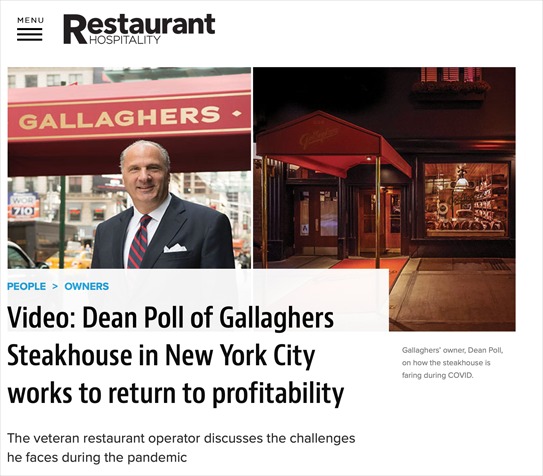 MENU
Restaurant
HOSPITALITY
GALLAGHERS
WOR
710
Gallaghers
PEOPLE > OWNERS
Video: Dean Poll of Gallaghers
Steakhouse in New York City
works to return to profitability
Gallaghers' owner, Dean Poll,
on how the steakhouse is
faring during COVID.
The veteran restaurant operator discusses the challenges
he faces during the pandemic